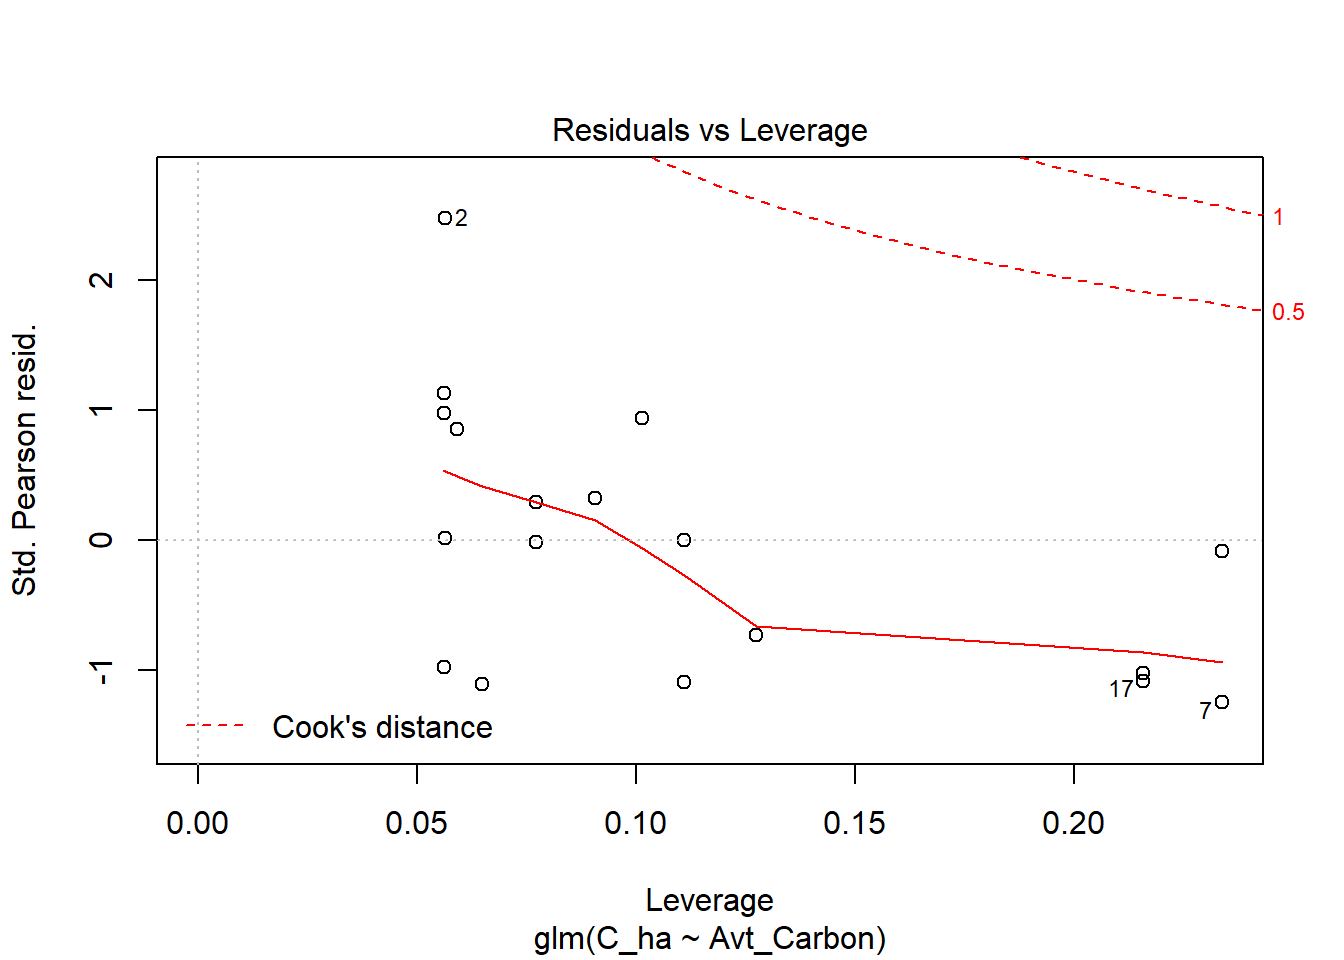 Residuals vs Leverage
Std. Pearson resid.
2
1
0
-1
2
1
0.5
17
7
Cook's distance
0.00 0.05 0.10 0.15 0.20
Leverage
glm(C_ha ~ Avt_Carbon)